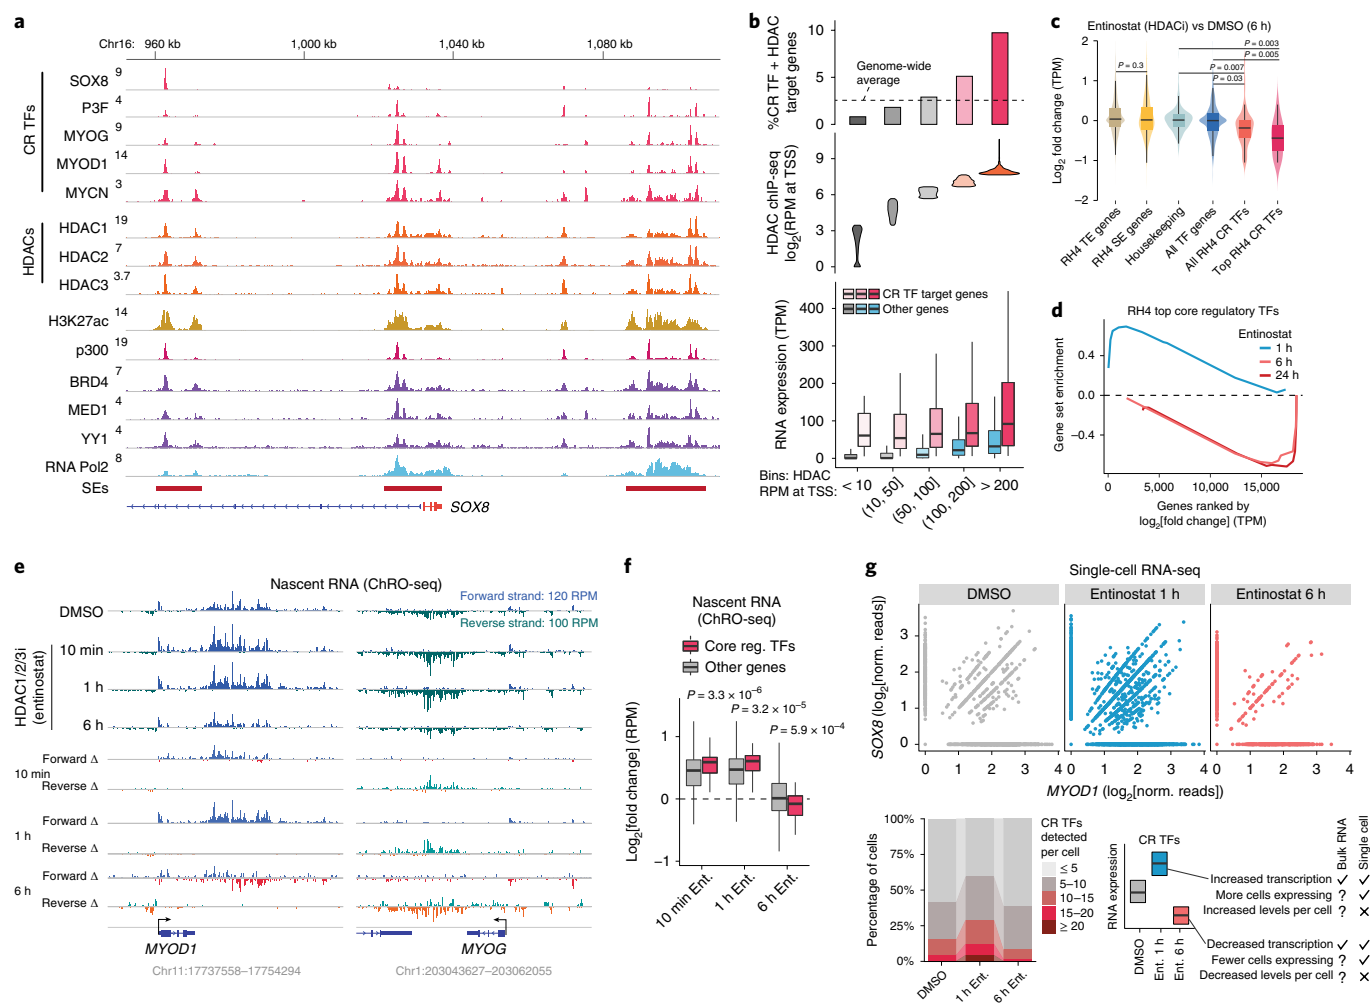 a
Chr16: 960 kb 1,000 kb 1,040 kb 1,080 kb
CR TFs
SOX8 9
P3F 4
MYOG 9
MYOD1 14
MYCN 3
HDACs
HDAC1 19
HDAC2 7
HDAC3 3.7
H3K27ac 14
p300 19
BRD4 7
MED1 4
YY1 4
RNA Pol2 8
SEs
SOX8
b
%CR TF + HDAC
target genes
10
5
0
Genome-wide
average
HDAC chIP-seq
log2(RPM at TSS)
9
6
3
0
RNA expression (TPM)
400
300
200
100
0
CR TF target genes
Other genes
Bins: HDAC
RPM at TSS:
< 10
(10, 50]
(50, 100]
(100, 200]
> 200
c
Entinostat (HDACi) vs DMSO (6 h)
Log2 fold change (TPM)
2
1
0
−1
−2
P = 0.003
P = 0.005
P = 0.3
P = 0.007
P = 0.03
RH4 TE genes
RH4 SE genes
Housekeeping
All TF genes
All RH4 CR TFs
Top RH4 CR TFs
d
RH4 top core regulatory TFs
Entinostat
1 h
6 h
24 h
Gene set enrichment
0.4
0.0
−0.4
0 5,000 10,000 15,000
Genes ranked by
log2[fold change] (TPM)
e
Nascent RNA (ChRO-seq)
Forward strand: 120 RPM
Reverse strand: 100 RPM
DMSO
HDAC1/2/3i
(entinostat)
10 min
1 h
6 h
Forward Δ
10 min
Reverse Δ
Forward Δ
1 h
Reverse Δ
Forward Δ
6 h
Reverse Δ
MYOD1
MYOG
Chr11:17737558–17754294
Chr1:203043627–203062055
f
Nascent RNA
(ChRO-seq)
Core reg. TFs
Other genes
P = 3.3 × 10−6
P = 3.2 × 10−5
P = 5.9 × 10−4
Log2[fold change] (RPM)
1
0
−1
10 min Ent.
1 h Ent.
6 h Ent.
g
Single-cell RNA-seq
DMSO
Entinostat 1 h
Entinostat 6 h
SOX8 (log2[norm. reads])
3
2
1
0
0 1 2 3 4
0 1 2 3 4
0 1 2 3 4
MYOD1 (log2[norm. reads])
Percentage of cells
100%
75%
50%
25%
0%
DMSO
1 h Ent.
6 h Ent.
CR TFs
detected
per cell
≤ 5
5–10
10–15
15–20
≥ 20
CR TFs
RNA expression
DMSO
Ent. 1 h
Ent. 6 h
Bulk RNA
Single cell
Increased transcription ✓ ✓
More cells expressing ? ✓
Increased levels per cell ? ✕
Decreased transcription ✓ ✓
Fewer cells expressing ? ✓
Decreased levels per cell ? ✕